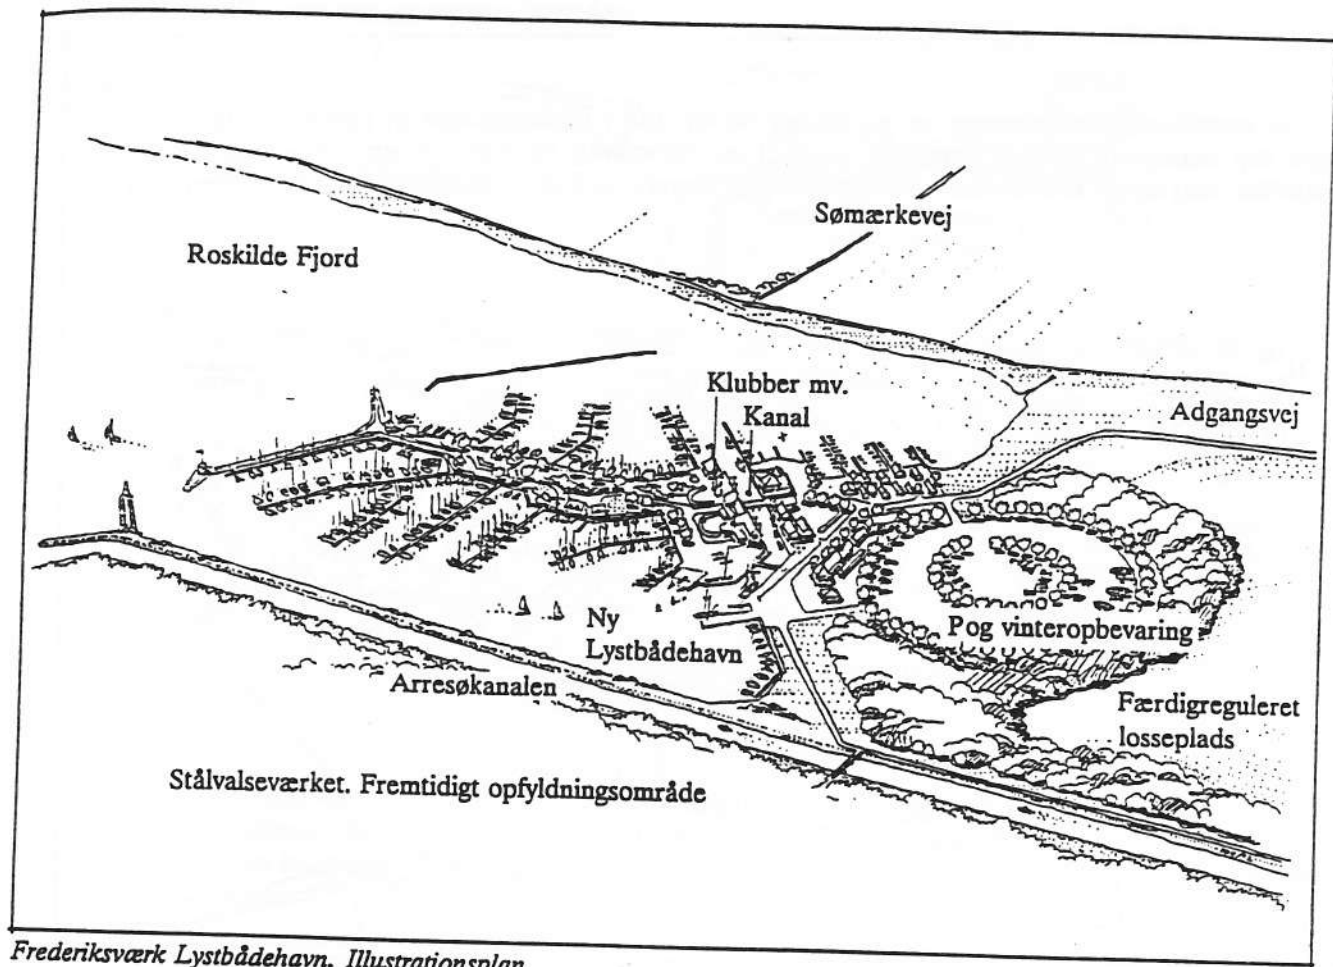 Sømærkevej
Roskilde Fjord
Klubber mv.
Kanal
Adgangsvej
Ny
Lystbådehavn
P og vinteropbevaring
Arresøkanalen
Færdigreguleret
losseplads
Stålvalseværket. Fremtidigt opfyldningsområde
Frederiksværk Lystbådehavn. Illustrationsplan